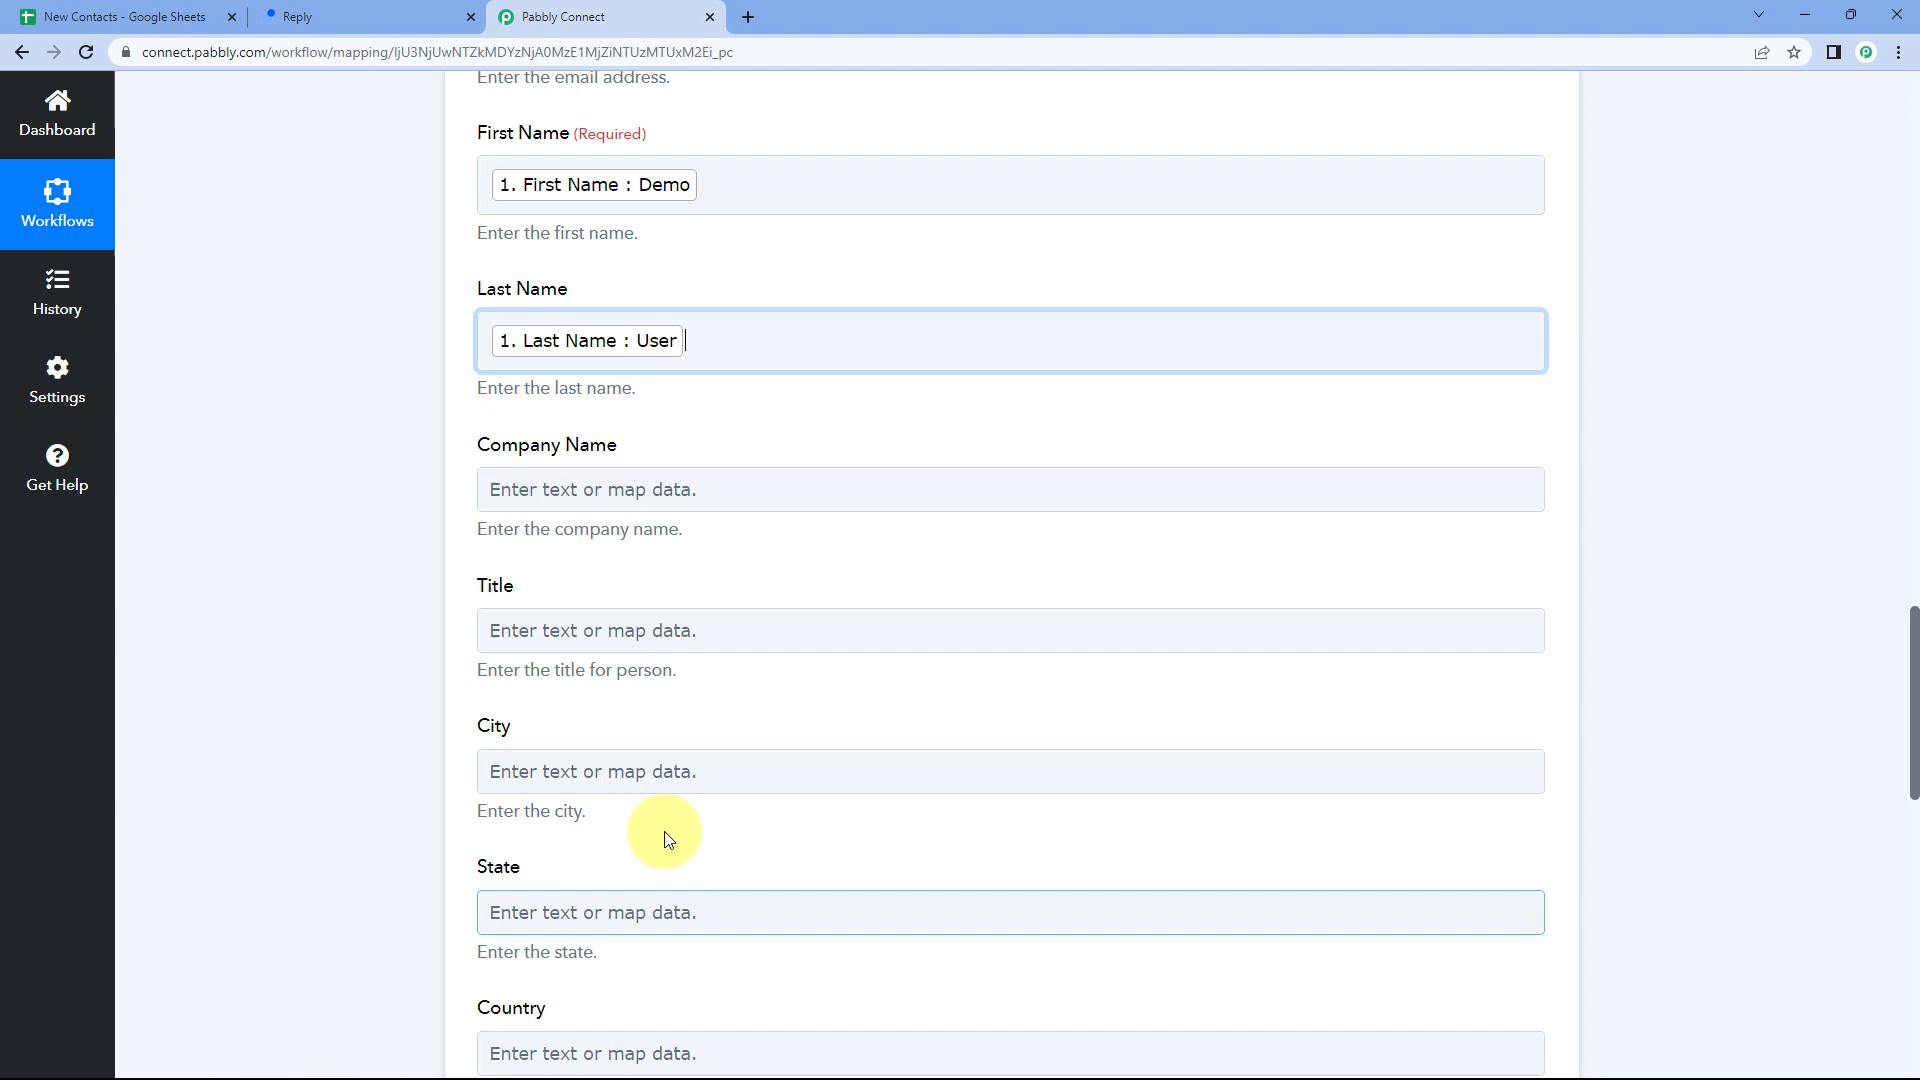 New Contacts - Google Sheets
Reply
Pabbly Connect
connect.pabbly.com/workflow/mapping/IjU3NjUwNTZkMDYzNjA0MzE1MjZiNTUzMTUxM2Ei_pc
Enter the email address.
Dashboard
Workflows
History
Settings
Get Help
First Name (Required)
1. First Name : Demo
Enter the first name.
Last Name
1. Last Name : User
Enter the last name.
Company Name
Enter text or map data.
Enter the company name.
Title
Enter text or map data.
Enter the title for person.
City
Enter text or map data.
Enter the city.
State
Enter text or map data.
Enter the state.
Country
Enter text or map data.